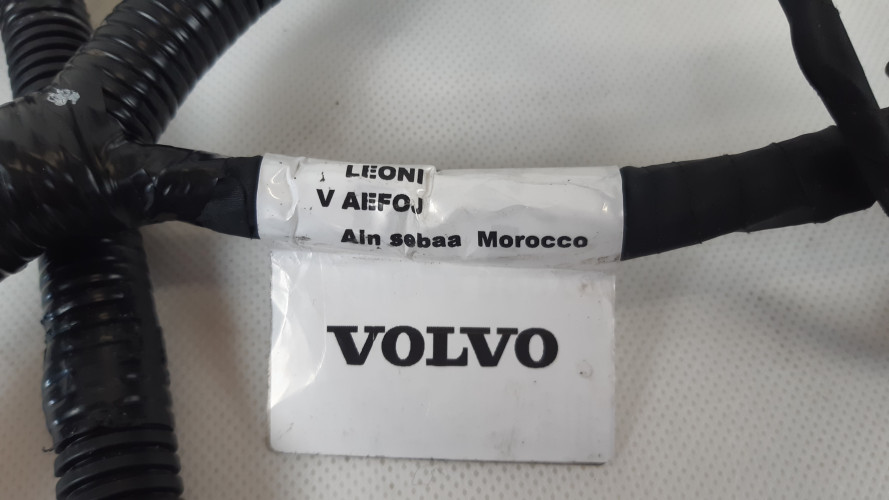 LEONI
V AEFOJ
Ain sebaa Morocco
VOLVO